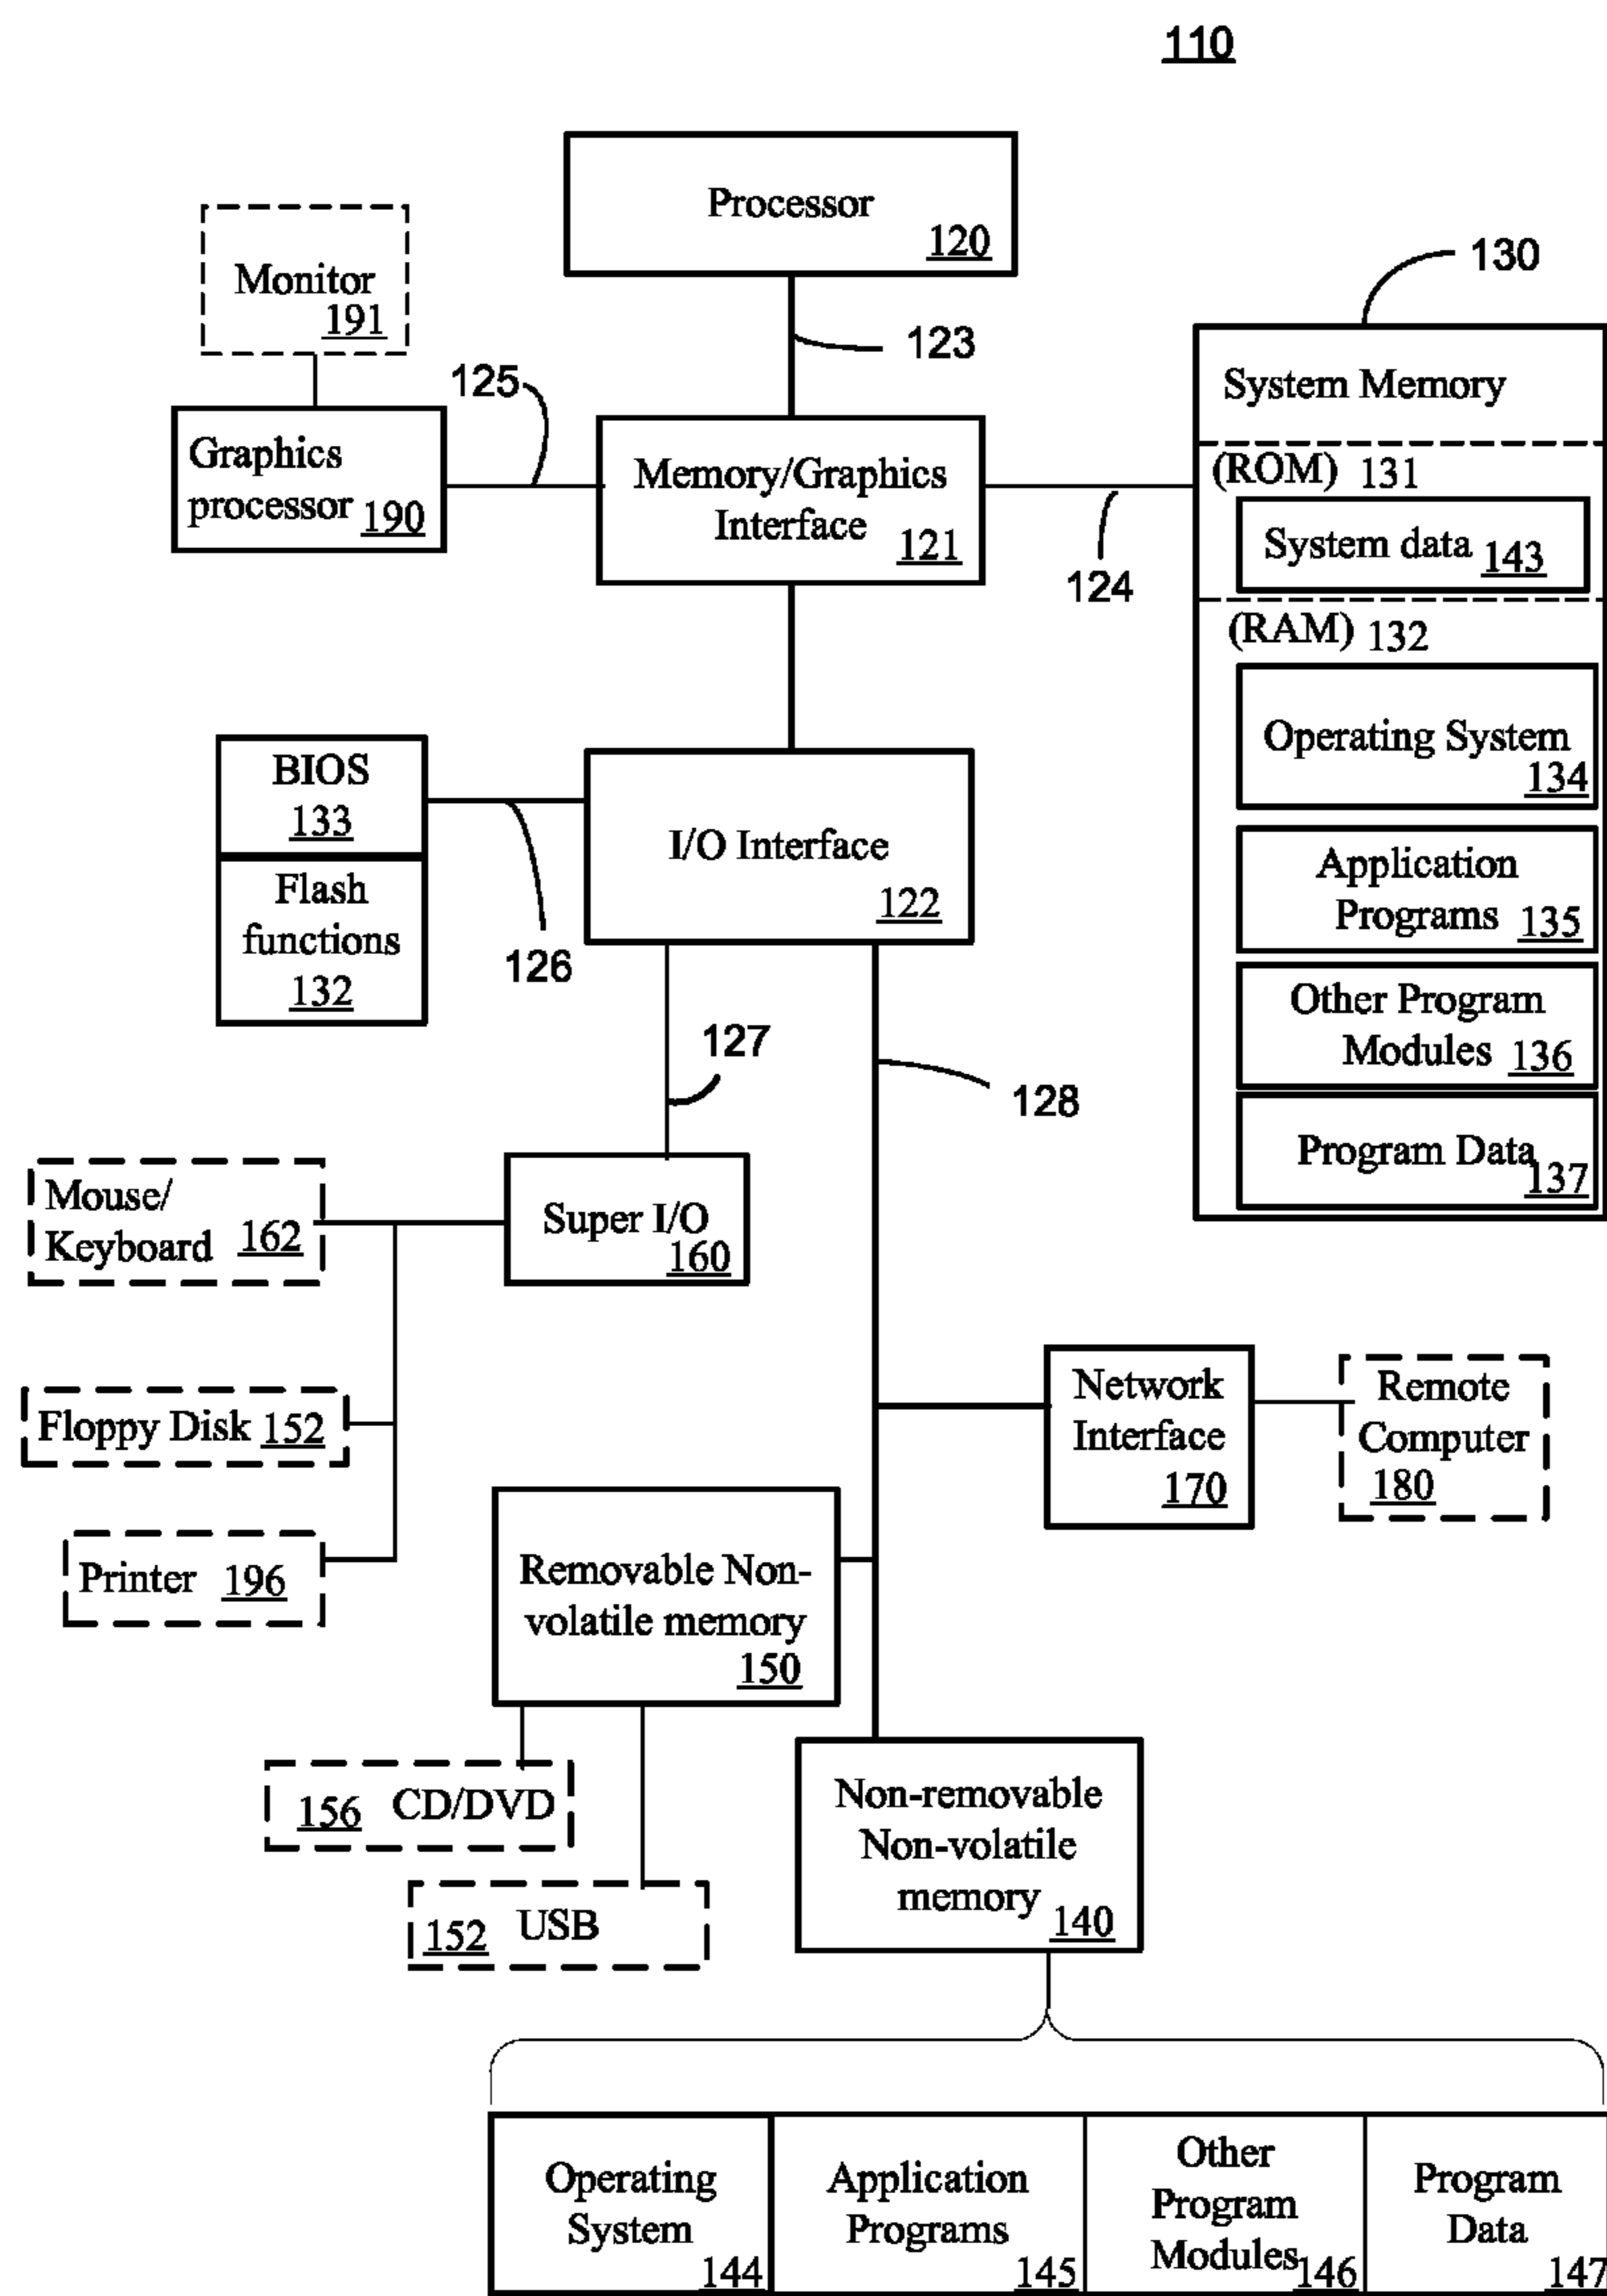 110
Processor
120
Monitor
191
130
123
125
System Memory
Graphics
processor 190
Memory/Graphics
Interface
121
(ROM) 131
System data 143
124
(RAM) 132
Operating System
134
BIOS
133
Flash
functions
132
I/O Interface
122
Application
Programs 135
126
Other Program
Modules 136
127
128
Program Data
137
Mouse/
Keyboard 162
Super I/O
160
Network
Interface
170
Remote
Computer
180
Floppy Disk 152
Printer 196
Removable Non-
volatile memory
150
156 CD/DVD
Non-removable
Non-volatile
memory
140
152 USB
Operating
System
144
Application
Programs
145
Other
Program
Modules
146
Program
Data
147